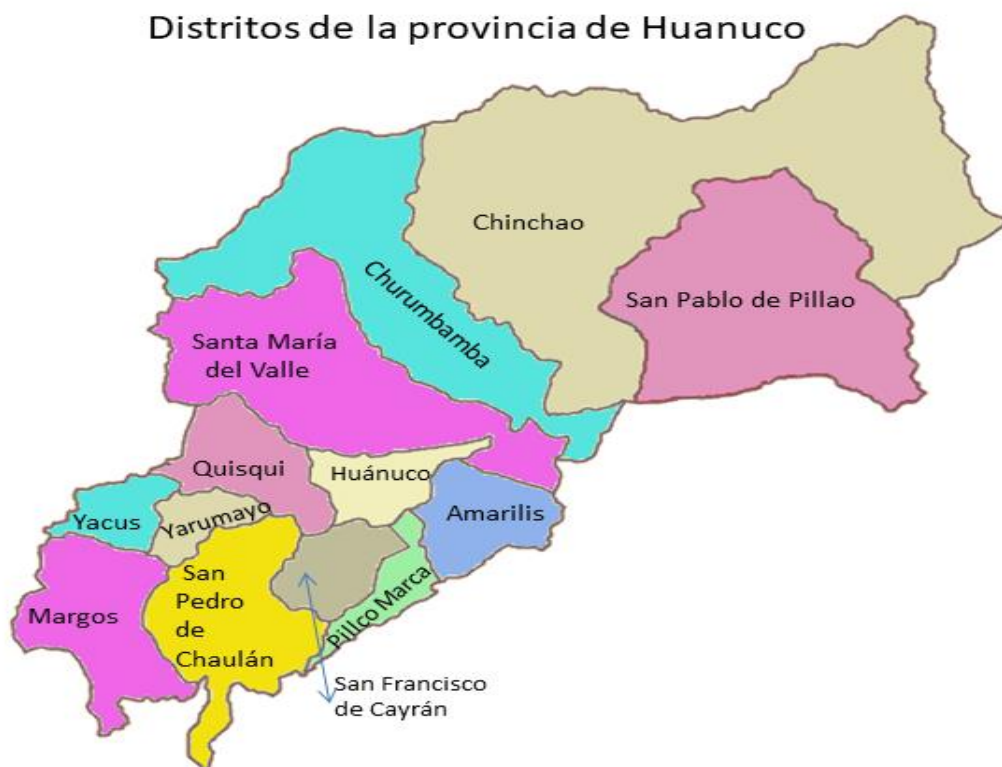 Distritos de la provincia de Huanuco
Chinchao
San Pablo de Pillao
Churumbamba
Santa María
del Valle
Quisqui
Huánuco
Amarilis
Yacus
Yarumayo
San
Pedro
de
Chaulán
Margos
Pillco Marca
San Francisco
de Cayrán